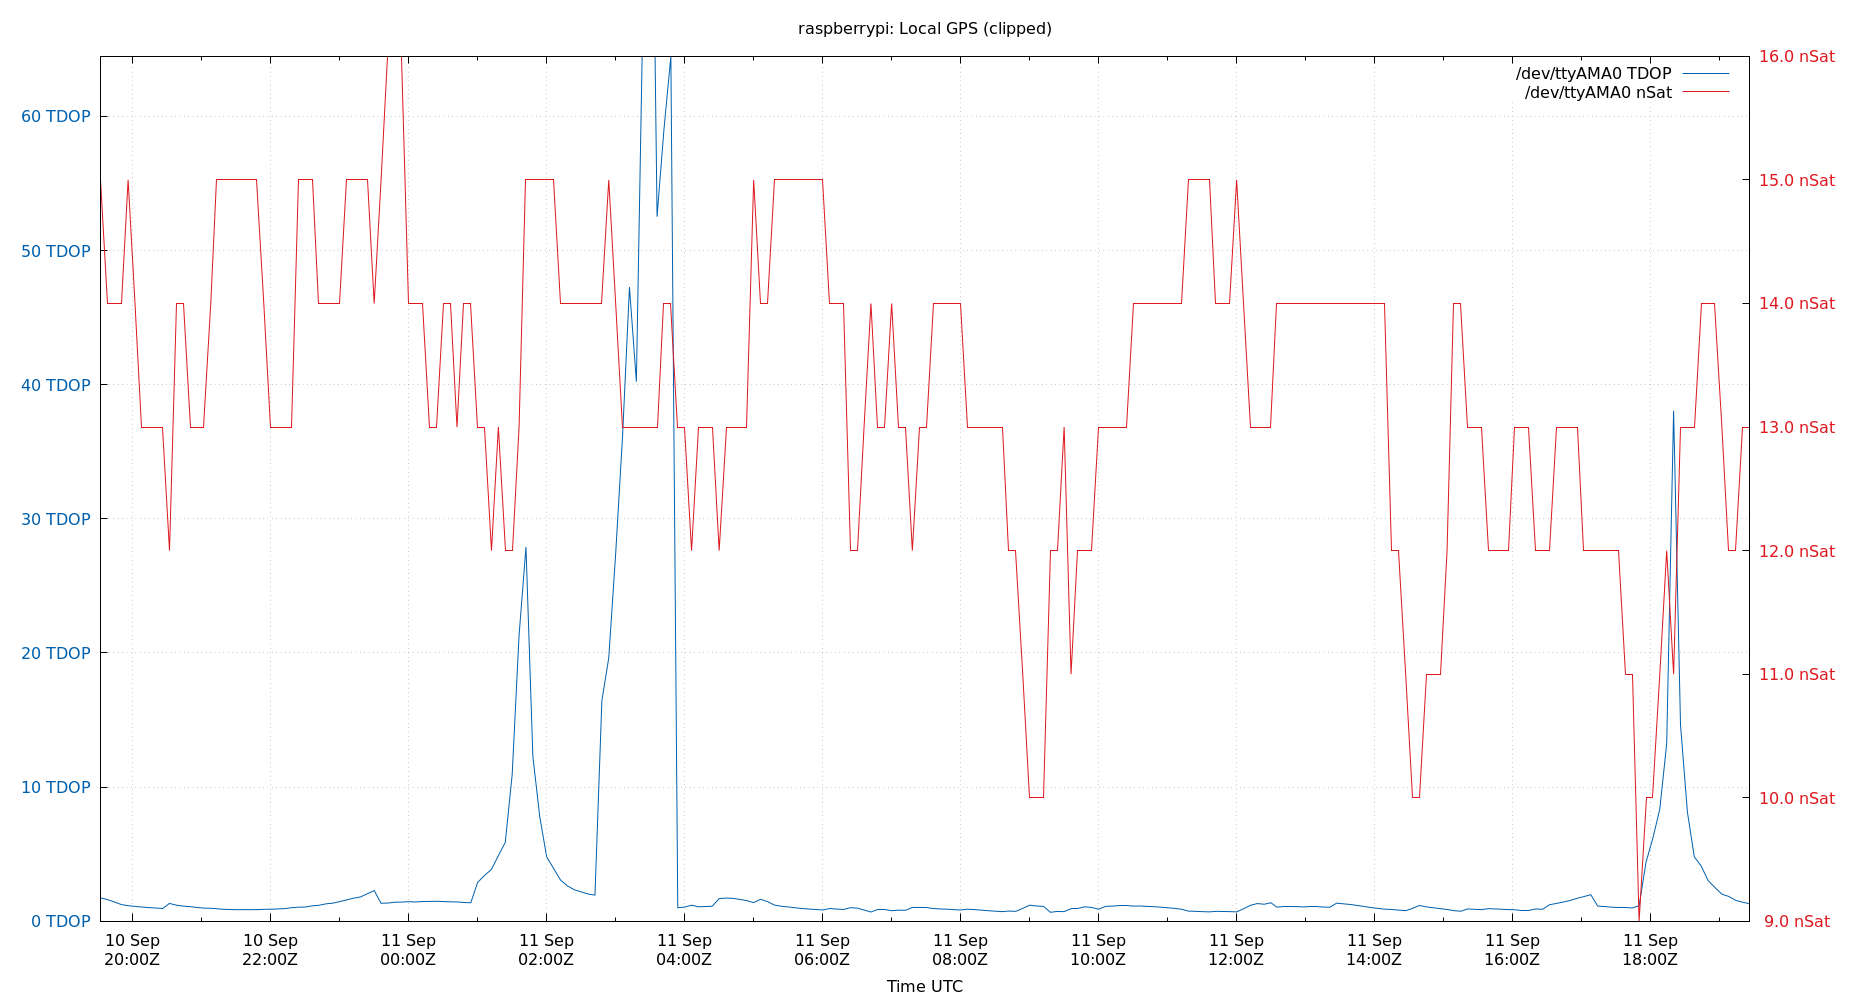 raspberrypi: Local GPS (clipped)
/dev/ttyAMA0 TDOP
/dev/ttyAMA0 nSat
60 TDOP
50 TDOP
40 TDOP
30 TDOP
20 TDOP
10 TDOP
0 TDOP
16.0 nSat
15.0 nSat
14.0 nSat
13.0 nSat
12.0 nSat
11.0 nSat
10.0 nSat
9.0 nSat
10 Sep
20:00Z
10 Sep
22:00Z
11 Sep
00:00Z
11 Sep
02:00Z
11 Sep
04:00Z
11 Sep
06:00Z
11 Sep
08:00Z
11 Sep
10:00Z
11 Sep
12:00Z
11 Sep
14:00Z
11 Sep
16:00Z
11 Sep
18:00Z
Time UTC